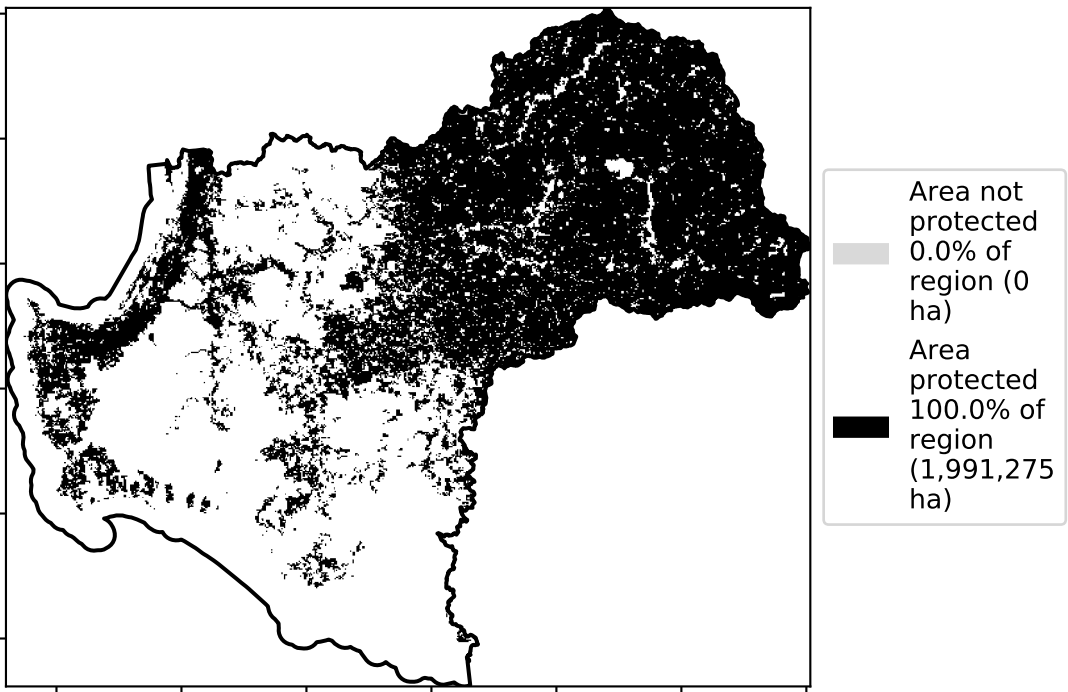 Area not
protected
0.0% of
region (0
ha)
Area
protected
100.0% of
region
(1,991,275
ha)